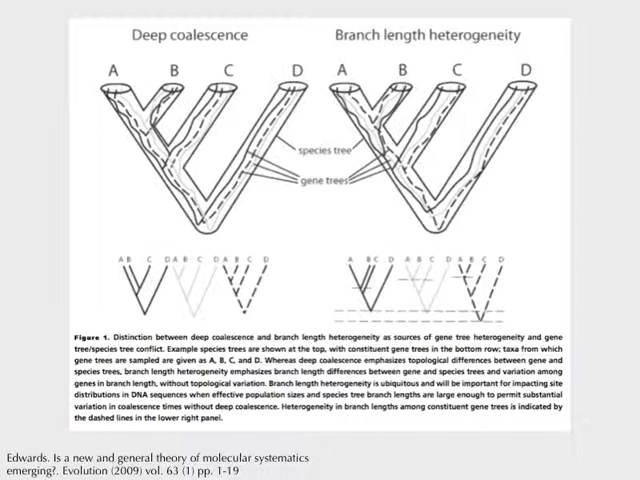 Deep coalescence
Branch length heterogeneity
A B C D A B C D
species tree
gene trees
A B C D A B C D A B C D A B C D A B C D A B C D
Figure 1. Distinction between deep coalescence and branch length heterogeneity as sources of gene tree heterogeneity and gene
tree/species tree conflict. Example species trees are shown at the top, with constituent gene trees in the bottom row; taxa from which
gene trees are sampled are given as A, B, C, and D. Whereas deep coalescence emphasizes topological differences between gene and
species trees, branch length heterogeneity emphasizes branch length differences between gene and species trees and variation among
genes in branch length, without topological variation. Branch length heterogeneity is ubiquitous and will be important for impacting site
distributions in DNA sequences when effective population sizes and species tree branch lengths are large enough to permit substantial
variation in coalescence times without deep coalescence. Heterogeneity in branch lengths among constituent gene trees is indicated by
the dashed lines in the lower right panel.
Edwards. Is a new and general theory of molecular systematics
emerging?. Evolution (2009) vol. 63 (1) pp. 1-19